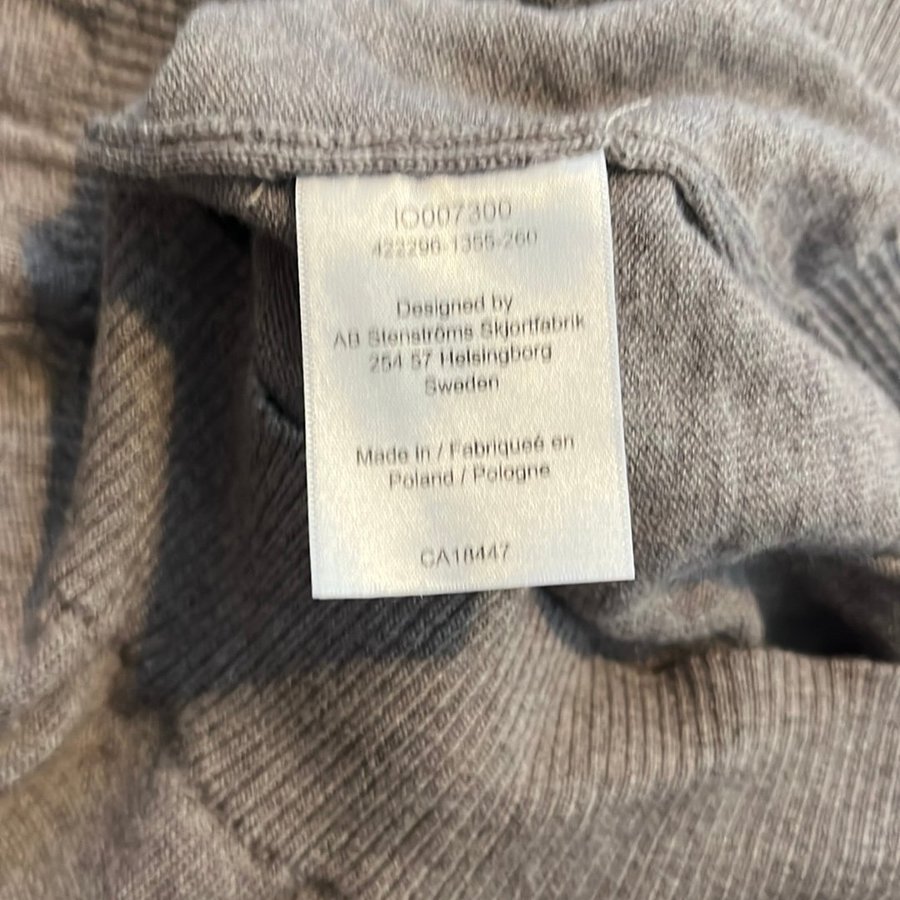 IO007300
422296-1355-260
Designed by
AB Stenströms Skjortfabrik
254 57 Helsingborg
Sweden
Made in / Fabriqueé en
Poland / Pologne
CA18447